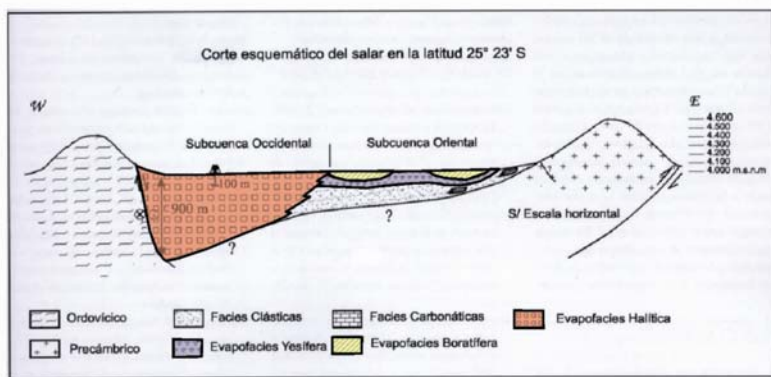 Corte esquemático del salar en la latitud 25° 23' S
W
E
4.600
4.500
4.400
4.300
4.200
4.100
4.000 m.s.n.m
Subcuenca Occidental
Subcuenca Oriental
100 m
900 m
?
?
S/ Escala horizontal
Ordovícico
Facies Clásticas
Facies Carbonáticas
Evapofacies Halítica
Precámbrico
Evapofacies Yesífera
Evapofacies Boratífera